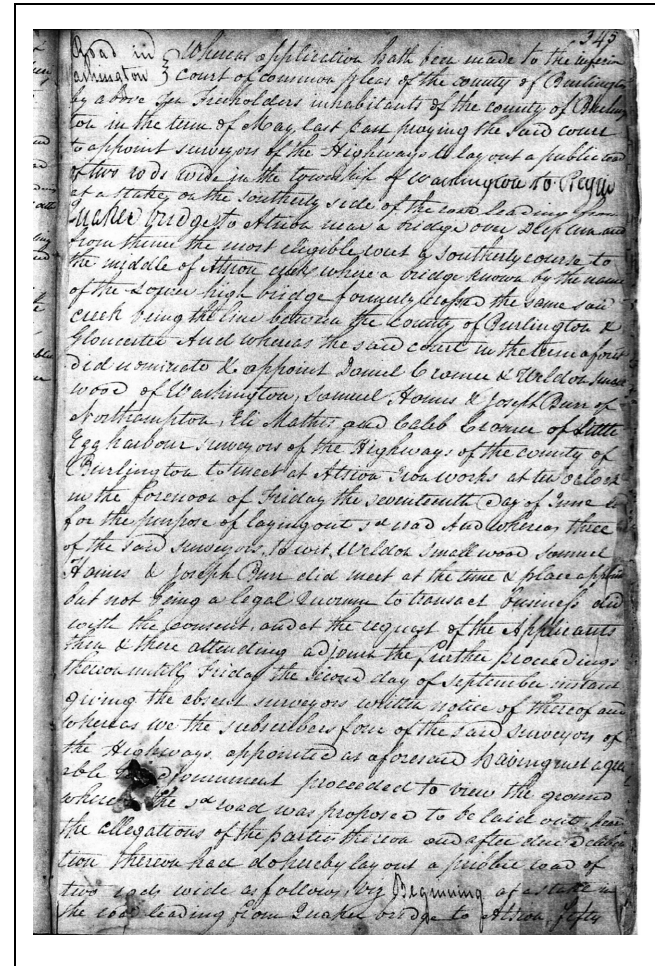 345
Road in
Washington
Whereas application hath ben made to the inferior
court of common pleas of the county of Burlington
by above ten Freeholders inhabitants of the county of Burling
ton in the term of May, last past praying the said court
to appoint surveyors of the Highways to lay out a public road
of two rods wide in the township of Washington to Begin
at a stake on the southerly side of the road leading from
Quaker bridge to Atsion near a bridge over Deep run and
from thence the most eligible rout a southerly course to
the middle of Atsion creek where a bridge known by the name
of the Lower high bridge formerly crossed the same said
creek being the line between the county of Burlington &
Gloucester And whereas the said court in the term aforesd
did nominate & appoint Daniel Cromer & Weldon Small
wood of Washington, Samuel Haines & Joseph Burr of
Northampton, Eli Mathis and Caleb Cromer of Little
Egg harbour surveyors of the Highways of the county of
Burlington to meet at Atsion Iron works at ten oClock
in the forenoon of Friday the seventeenth day of June
for the purpose of laying out sd road And whereas three
of the said surveyors, to wit, Weldon Smallwood Samuel
Haines & Joseph Burr did meet at the time & place
but not being a legal Quorum to transact business did
with the Consent, and at the request of the Applicants
then & there attending adjourn the further proceedings
thereon untill Friday the second day of September instant
giving the absent surveyors written notice of thereof and
whereas we the subscribers four of the said surveyors of
the Highways appointed as aforesaid having met agree
able adjournment proceeded to view the ground
where the sd road was proposed to be laid out hear
the allegations of the parties thereon and after due delibera
tion thereon had do hereby lay out a public road of
two rods wide as follows, Viz Beginning at a stake in
the road leading from Quaker bridge to Atsion, fifty